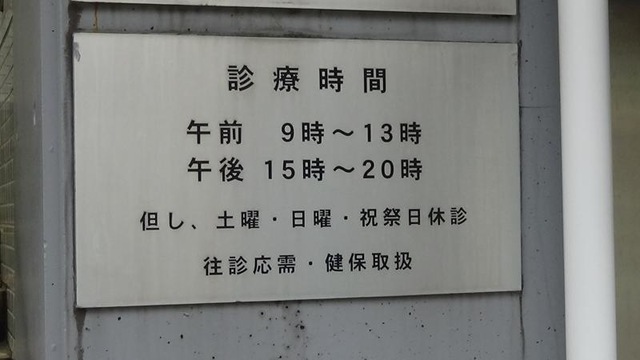 診療時間
午前 9時～13時
午後 15時～20時
但し、土曜・日曜・祝祭日休診
往診応需・健保取扱